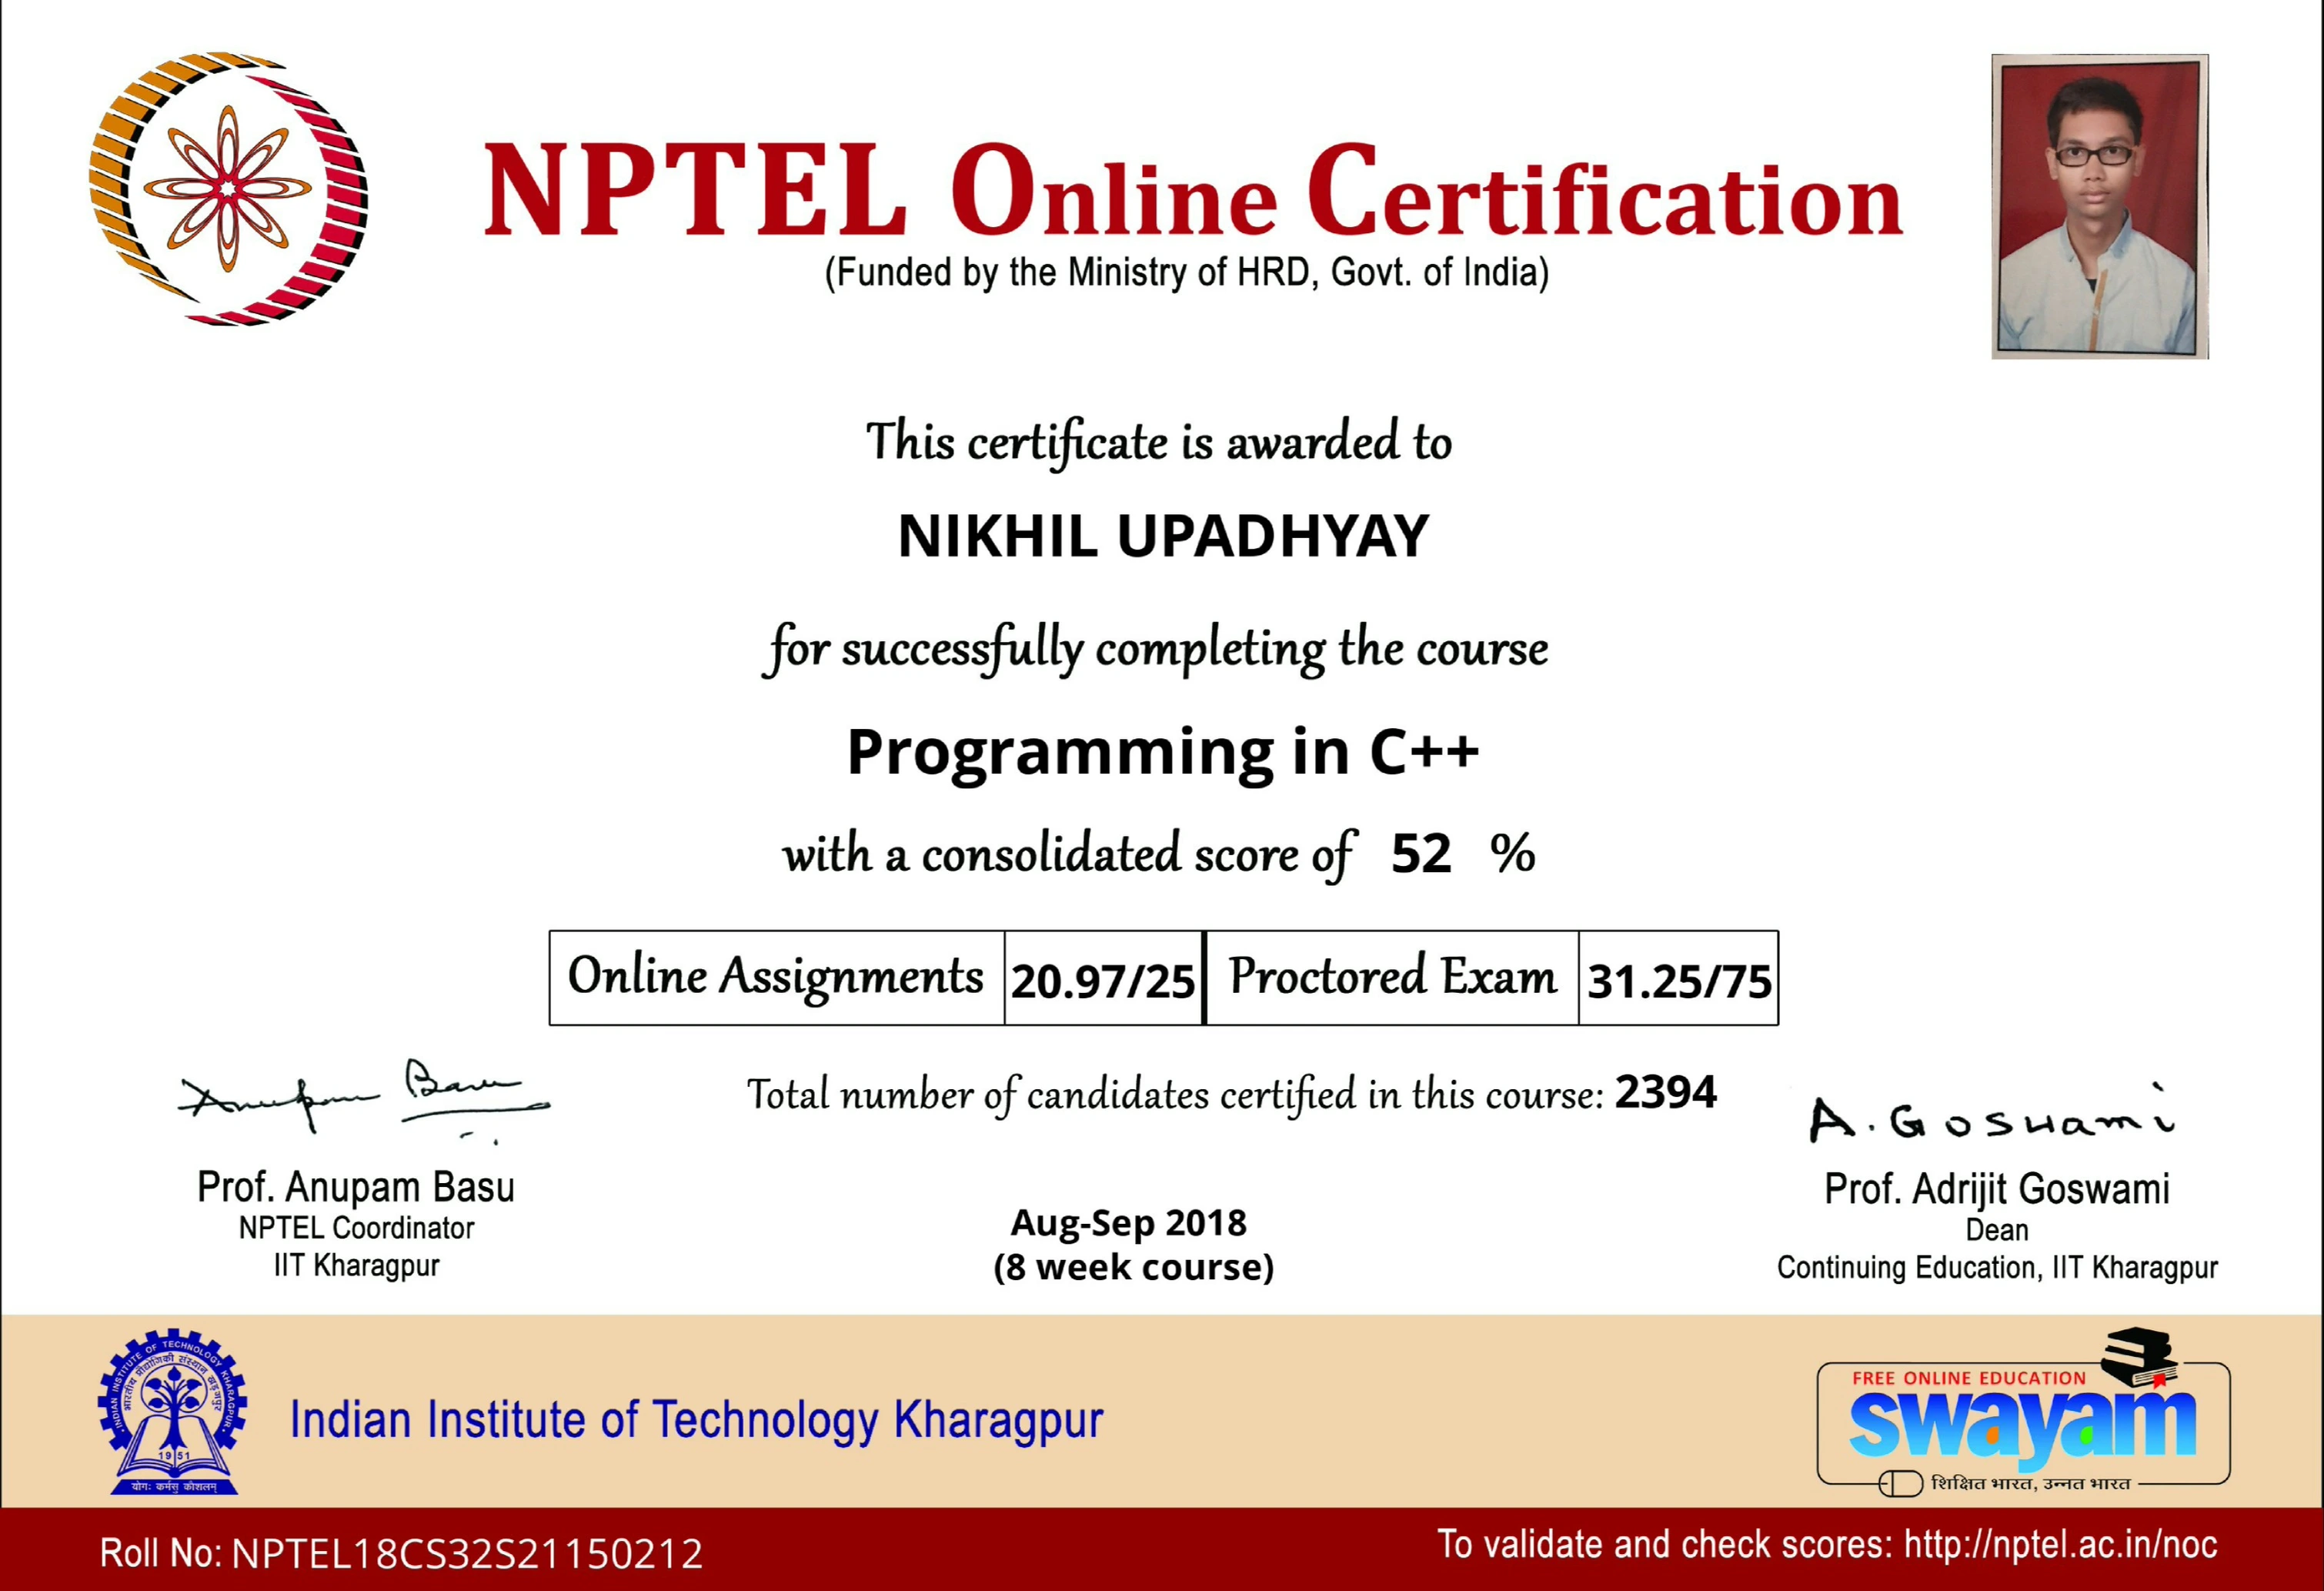 NPTEL Online Certification
(Funded by the Ministry of HRD, Govt. of India)
This certificate is awarded to
NIKHIL UPADHYAY
for successfully completing the course
Programming in C++
with a consolidated score of 52 %
Online Assignments 20.97/25 Proctored Exam 31.25/75
Total number of candidates certified in this course: 2394
Anupam Basu
Prof. Anupam Basu
NPTEL Coordinator
IIT Kharagpur
Aug-Sep 2018
(8 week course)
A. Goswami
Prof. Adrijit Goswami
Dean
Continuing Education, IIT Kharagpur
INDIAN INSTITUTE OF TECHNOLOGY KHARAGPUR
भारतीय प्रौद्योगिकी संस्थान खड़गपुर
1951
योगः कर्मसु कौशलम्
Indian Institute of Technology Kharagpur
FREE ONLINE EDUCATION
swayam
शिक्षित भारत, उन्नत भारत
Roll No: NPTEL18CS32S21150212
To validate and check scores: http://nptel.ac.in/noc